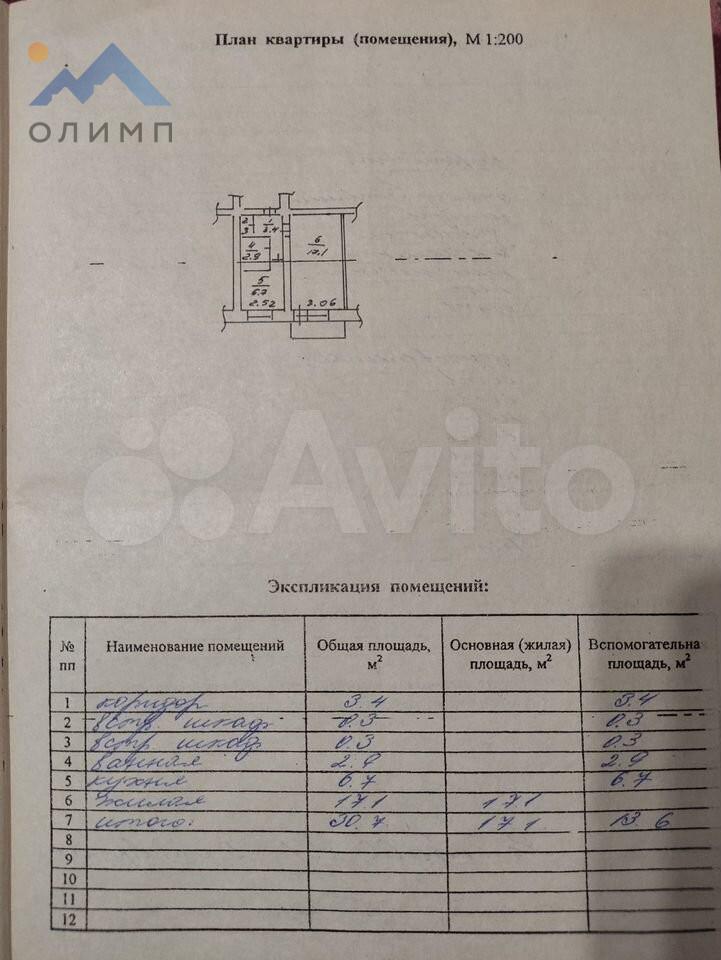 План квартиры (помещения), М 1:200
ОЛИМП
2
3
1
3.4
4
2.9
6
17.1
5
6.7
2.52
3.06
Avito
Экспликация помещений:
№ пп Наименование помещений Общая площадь, м² Основная (жилая) площадь, м² Вспомогательна площадь, м²
1 коридор 3.4 3.4
2 встр. шкаф 0.3 0.3
3 встр. шкаф 0.3 0.3
4 ванная 2.9 2.9
5 кухня 6.7 6.7
6 жилая 17.1 17.1
7 итого: 30.7 17.1 13.6
8
9
10
11
12